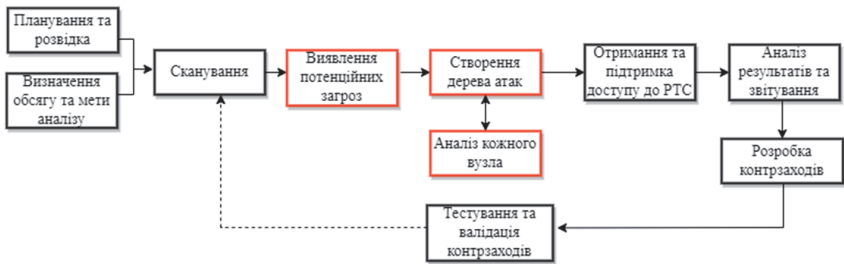 Планування та
розвідка
Визначення
обсягу та мети
аналізу
Сканування
Виявлення
потенційних
загроз
Створення
дерева атак
Аналіз кожного
вузла
Отримання та
підтримка
доступу до РТС
Аналіз
результатів та
звітування
Розробка
контрзаходів
Тестування та
валідація
контрзаходів